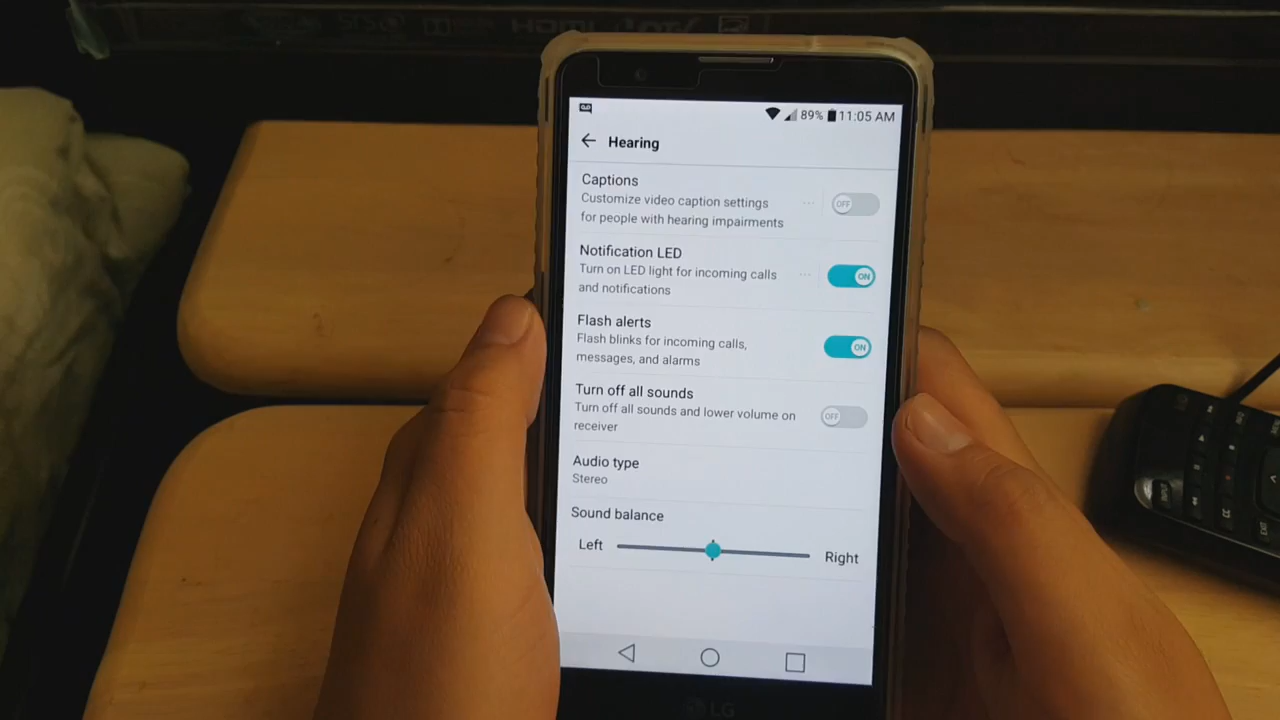 HDMI
89% 11:05 AM
Hearing
Captions
Customize video caption settings
for people with hearing impairments
OFF
Notification LED
Turn on LED light for incoming calls
and notifications
ON
Flash alerts
Flash blinks for incoming calls,
messages, and alarms
ON
Turn off all sounds
Turn off all sounds and lower volume on
receiver
OFF
Audio type
Stereo
Sound balance
Left
Right
LG